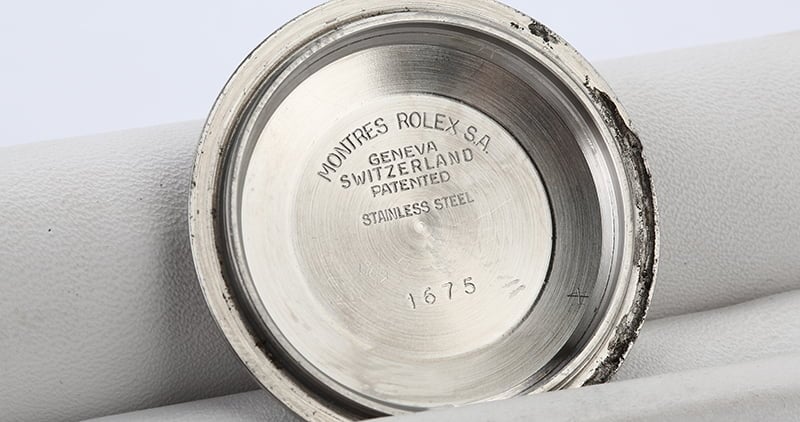 MONTRES ROLEX S.A.
GENEVA
SWITZERLAND
PATENTED
STAINLESS STEEL
1675